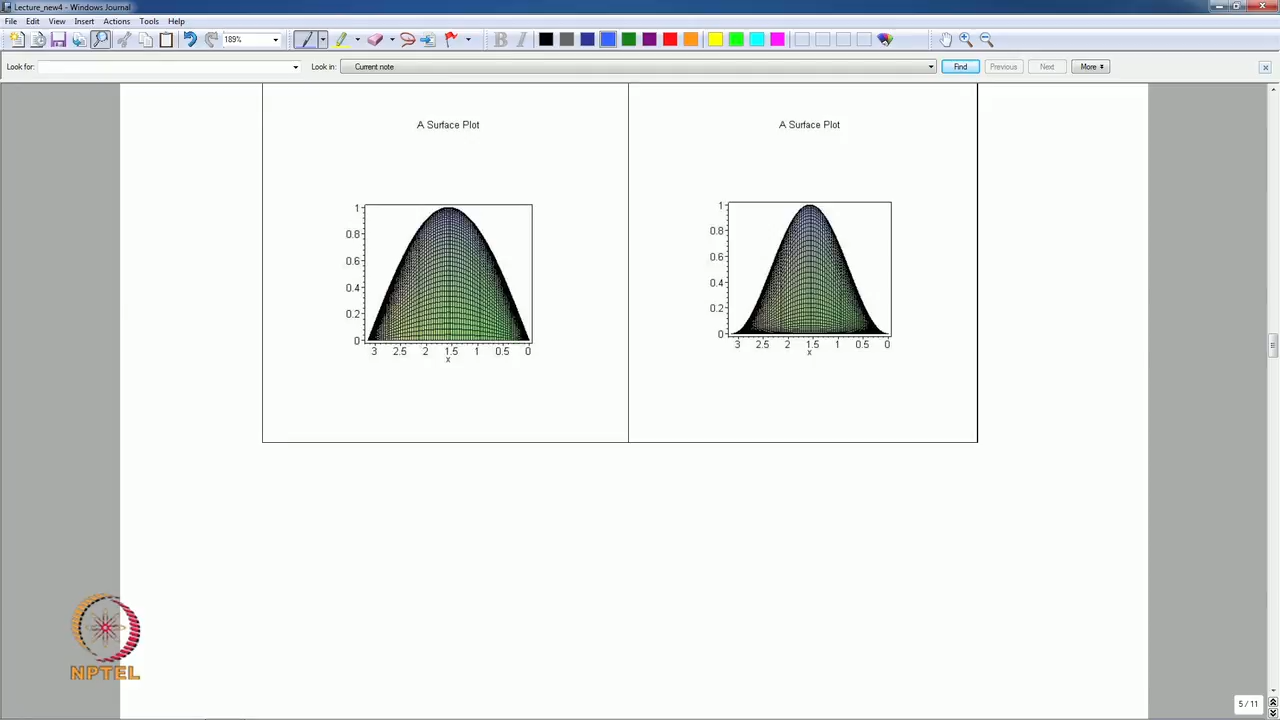 Lecture_new4 - Windows Journal
File Edit View Insert Actions Tools Help
189%
B I
Look for: Look in: Current note Find Previous Next More
A Surface Plot
1
0.8
0.6
0.4
0.2
0
3 2.5 2 1.5 1 0.5 0
x
A Surface Plot
1
0.8
0.6
0.4
0.2
0
3 2.5 2 1.5 1 0.5 0
x
NPTEL
5 / 11